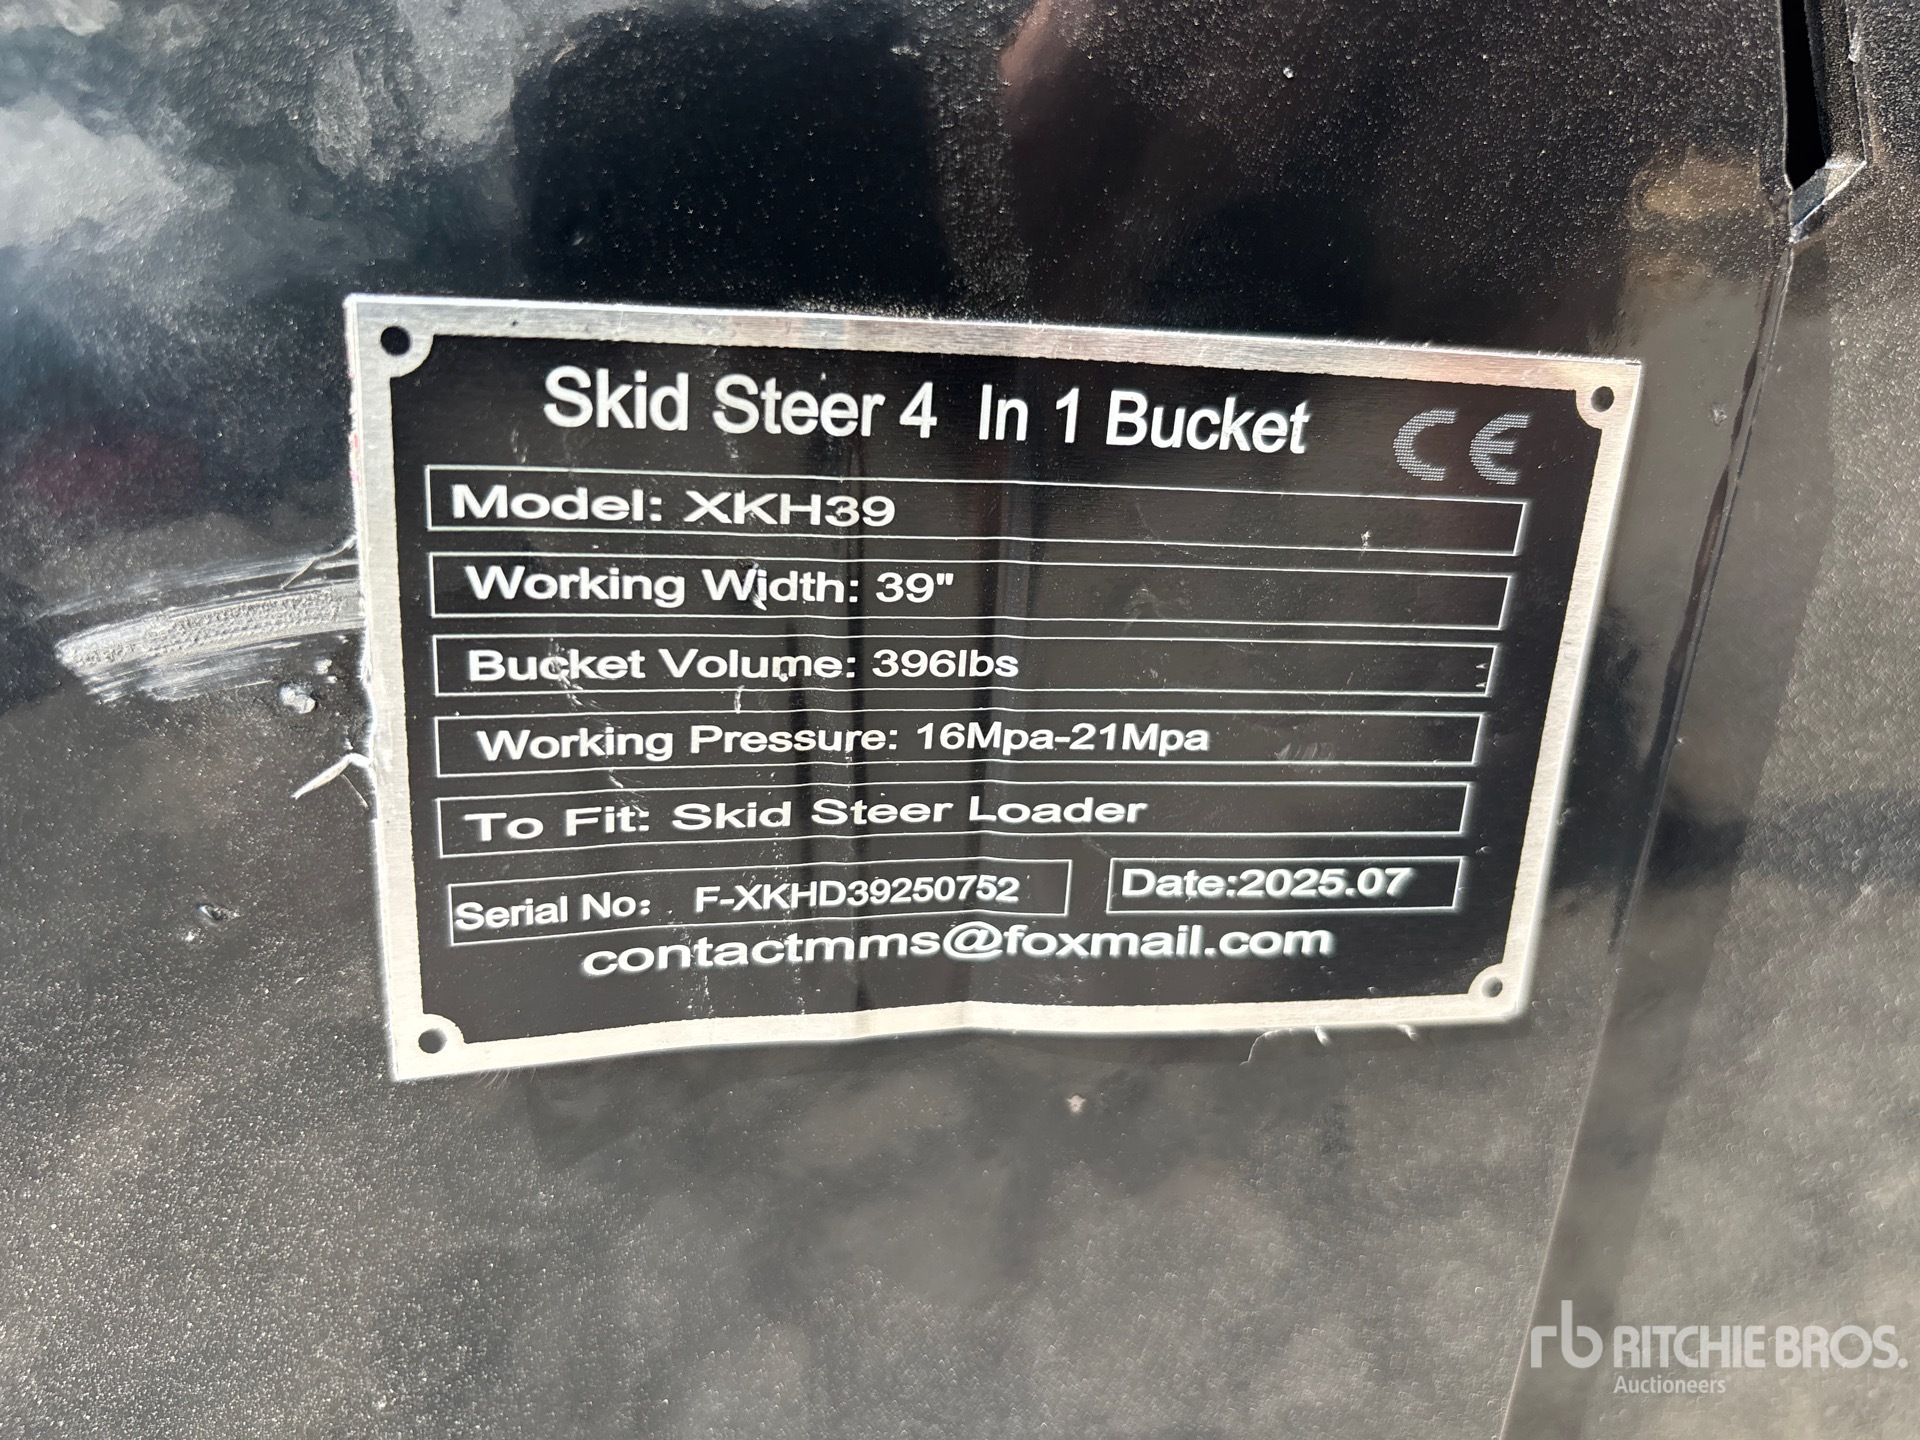 Skid Steer 4 In 1 Bucket
CE
Model: XKH39
Working Width: 39"
Bucket Volume: 396lbs
Working Pressure: 16Mpa-21Mpa
To Fit: Skid Steer Loader
Serial No: F-XKHD39250752
Date:2025.07
contactmms@foxmail.com
rb RITCHIE BROS.
Auctioneers